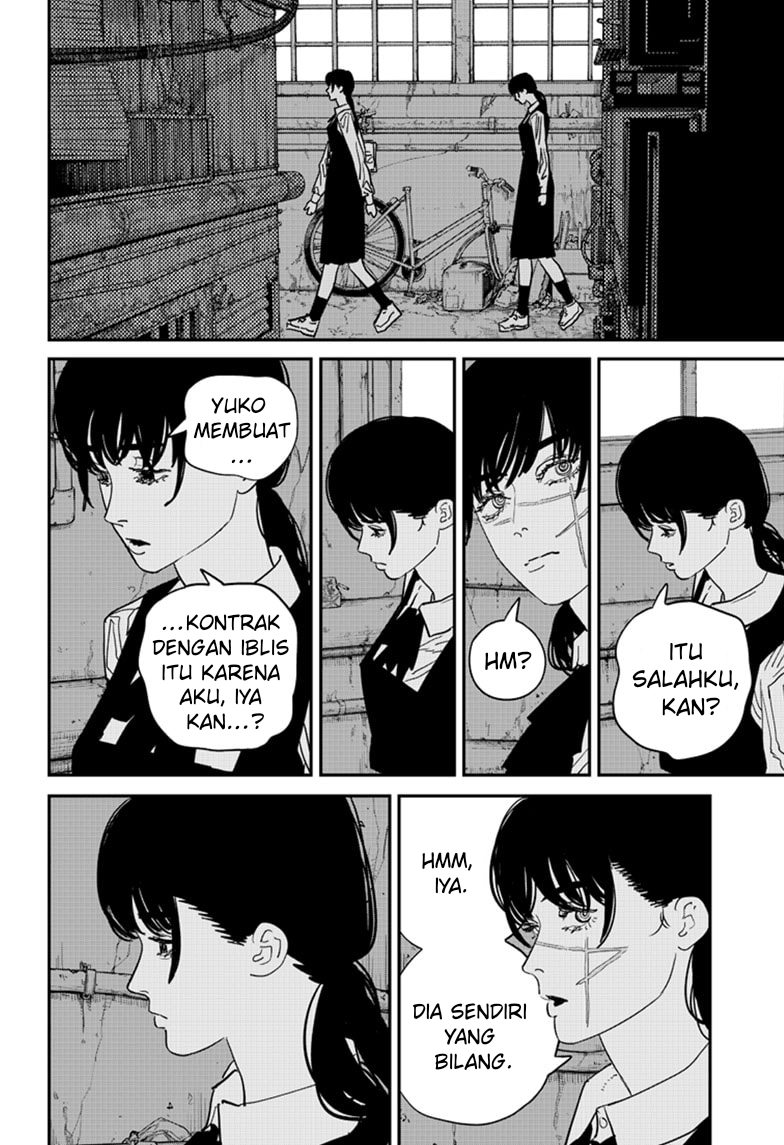 ITU
SALAHKU,
KAN?
HM?
YUKO
MEMBUAT
...
...KONTRAK
DENGAN IBLIS
ITU KARENA
AKU, IYA
KAN...?
HMM,
IYA.
DIA SENDIRI
YANG
BILANG.